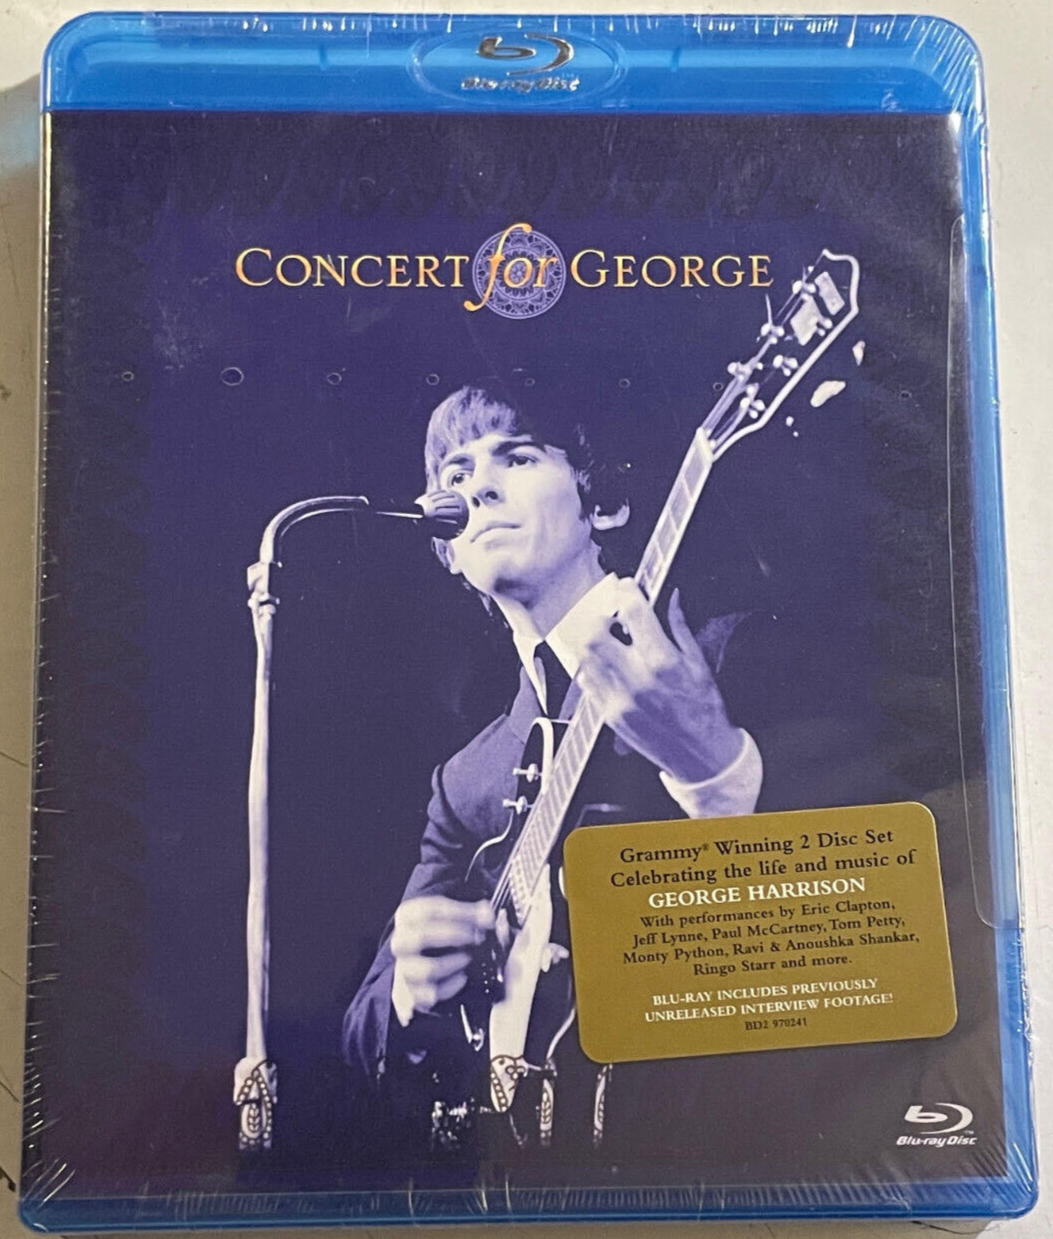 Blu-ray Disc
CONCERT for GEORGE
Grammy® Winning 2 Disc Set
Celebrating the life and music of
GEORGE HARRISON
With performances by Eric Clapton,
Jeff Lynne, Paul McCartney, Tom Petty,
Monty Python, Ravi & Anoushka Shankar,
Ringo Starr and more.
BLU-RAY INCLUDES PREVIOUSLY
UNRELEASED INTERVIEW FOOTAGE!
BD2 970241
Blu-ray Disc™